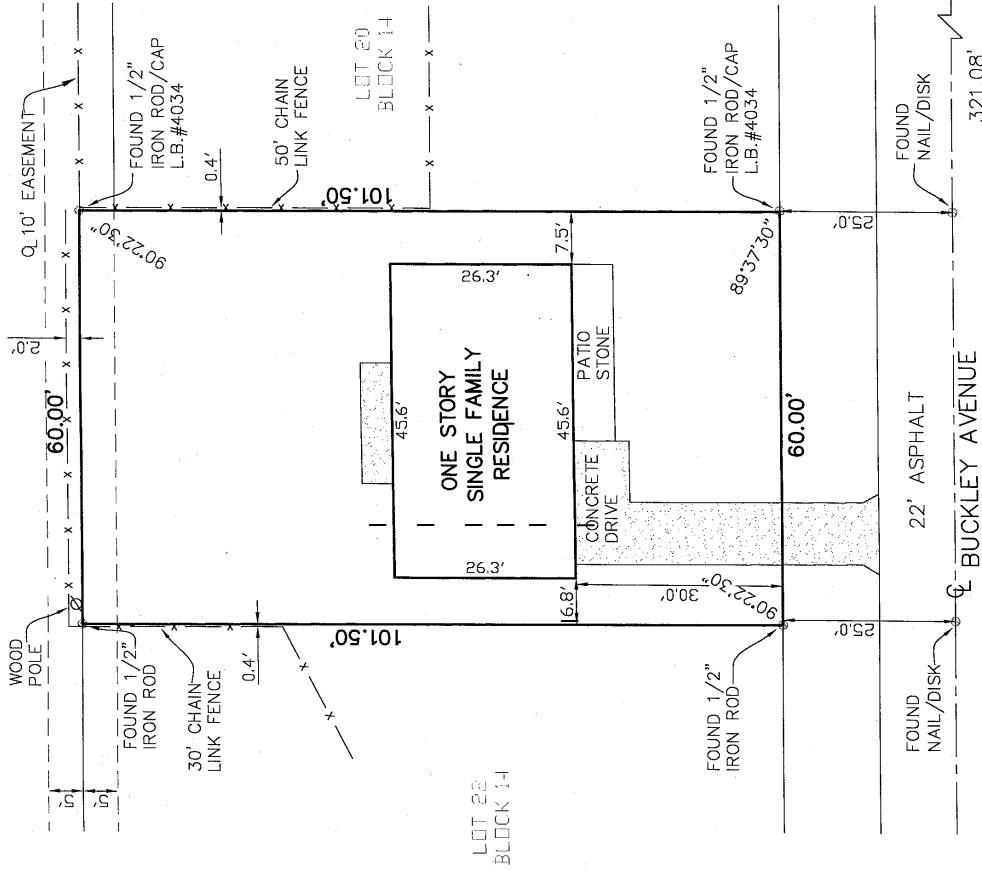 WOOD
POLE
60.00'
2.0'
℄ 10' EASEMENT
5'
5'
FOUND 1/2"
IRON ROD
90°22'30"
FOUND 1/2"
IRON ROD/CAP
L.B.#4034
30' CHAIN
LINK FENCE
0.4'
0.4'
50' CHAIN
LINK FENCE
LOT 20
BLOCK 14
101.50'
101.50'
45.6'
26.3'
ONE STORY
SINGLE FAMILY
RESIDENCE
26.3'
45.6'
6.8'
7.5'
CONCRETE
DRIVE
PATIO
STONE
30.0'
90°22'30"
89°37'30"
LOT 22
BLOCK 14
FOUND 1/2"
IRON ROD
60.00'
FOUND 1/2"
IRON ROD/CAP
L.B.#4034
25.0'
25.0'
22' ASPHALT
FOUND
NAIL/DISK
℄ BUCKLEY AVENUE
FOUND
NAIL/DISK
321.08'